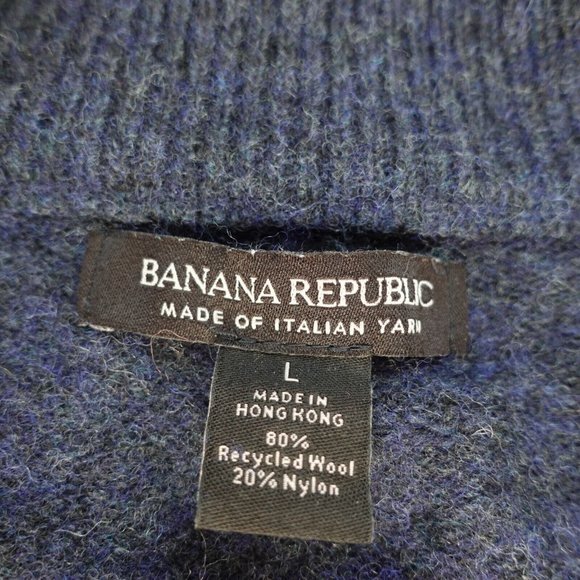 BANANA REPUBLIC
MADE OF ITALIAN YARN
L
MADE IN
HONG KONG
80%
Recycled Wool
20% Nylon